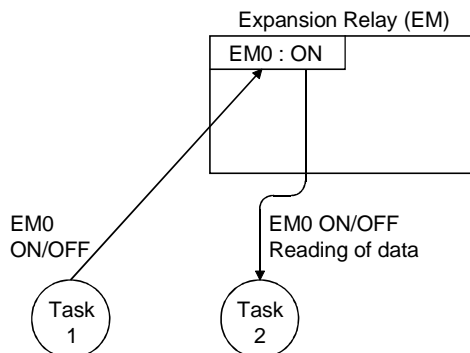 Expansion Relay (EM)
EM0 : ON
EM0
ON/OFF
EM0 ON/OFF
Reading of data
Task
1
Task
2